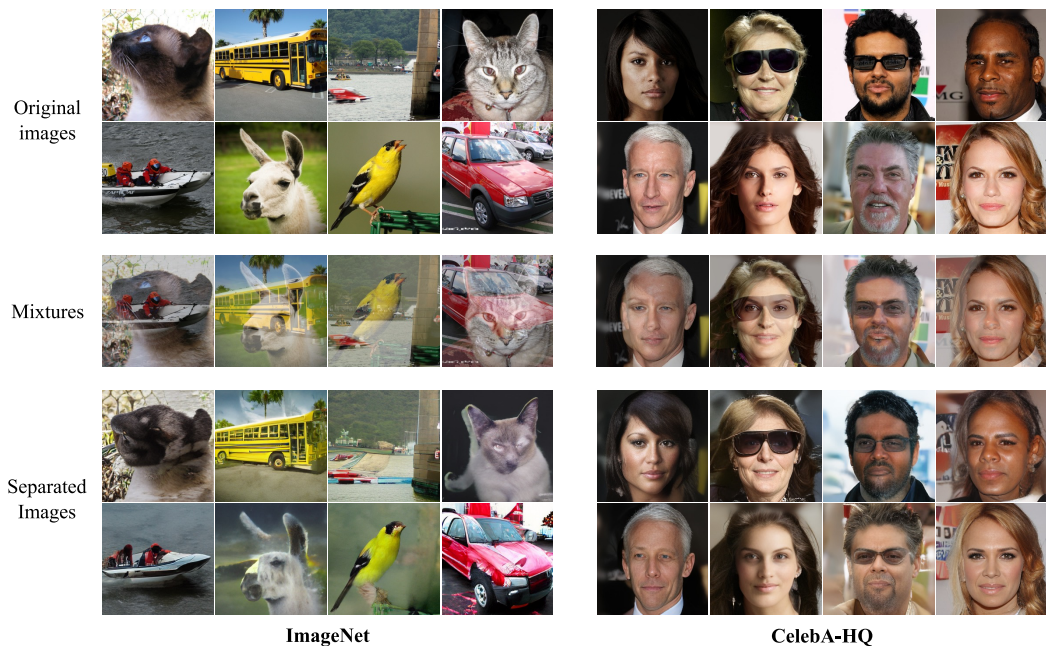 Original
images
Mixtures
Separated
Images
ImageNet
CelebA-HQ